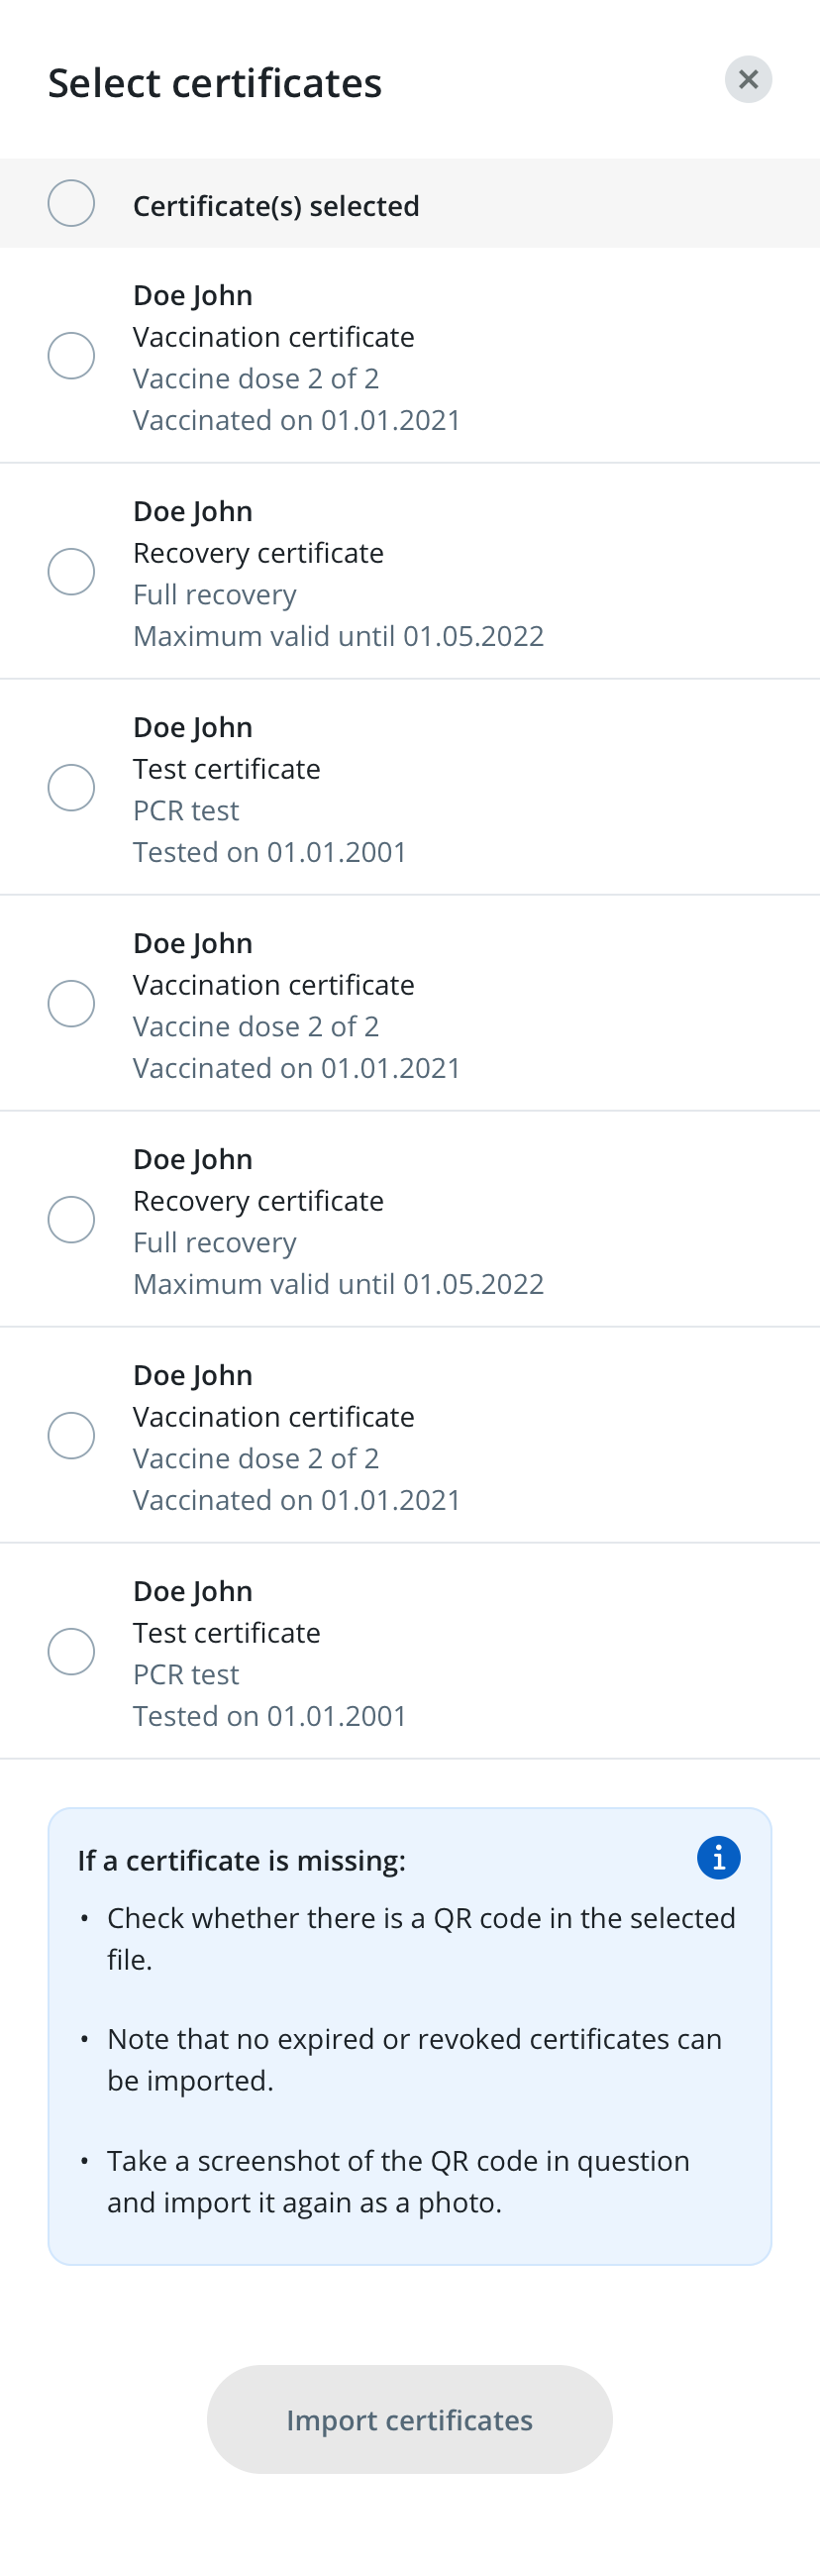 Select certificates
Certificate(s) selected
Doe John
Vaccination certificate
Vaccine dose 2 of 2
Vaccinated on 01.01.2021
Doe John
Recovery certificate
Full recovery
Maximum valid until 01.05.2022
Doe John
Test certificate
PCR test
Tested on 01.01.2001
Doe John
Vaccination certificate
Vaccine dose 2 of 2
Vaccinated on 01.01.2021
Doe John
Recovery certificate
Full recovery
Maximum valid until 01.05.2022
Doe John
Vaccination certificate
Vaccine dose 2 of 2
Vaccinated on 01.01.2021
Doe John
Test certificate
PCR test
Tested on 01.01.2001
If a certificate is missing:
• Check whether there is a QR code in the selected
file.
• Note that no expired or revoked certificates can
be imported.
• Take a screenshot of the QR code in question
and import it again as a photo.
Import certificates